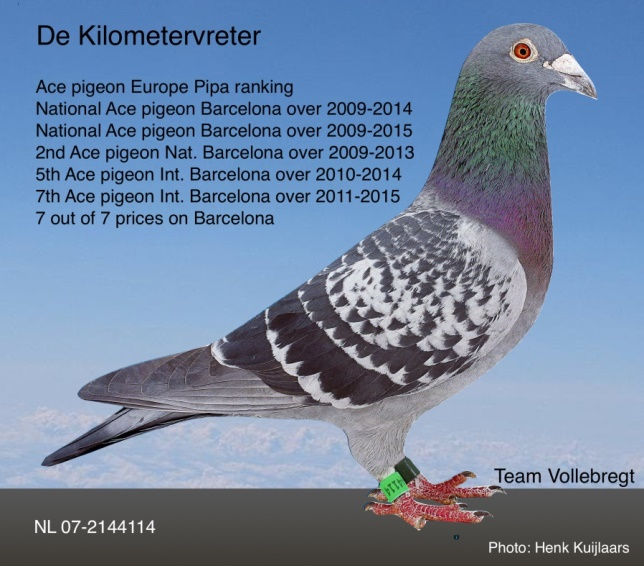 De Kilometervreter
Ace pigeon Europe Pipa ranking
National Ace pigeon Barcelona over 2009-2014
National Ace pigeon Barcelona over 2009-2015
2nd Ace pigeon Nat. Barcelona over 2009-2013
5th Ace pigeon Int. Barcelona over 2010-2014
7th Ace pigeon Int. Barcelona over 2011-2015
7 out of 7 prices on Barcelona
Team Vollebregt
NL 07-2144114
Photo: Henk Kuijlaars